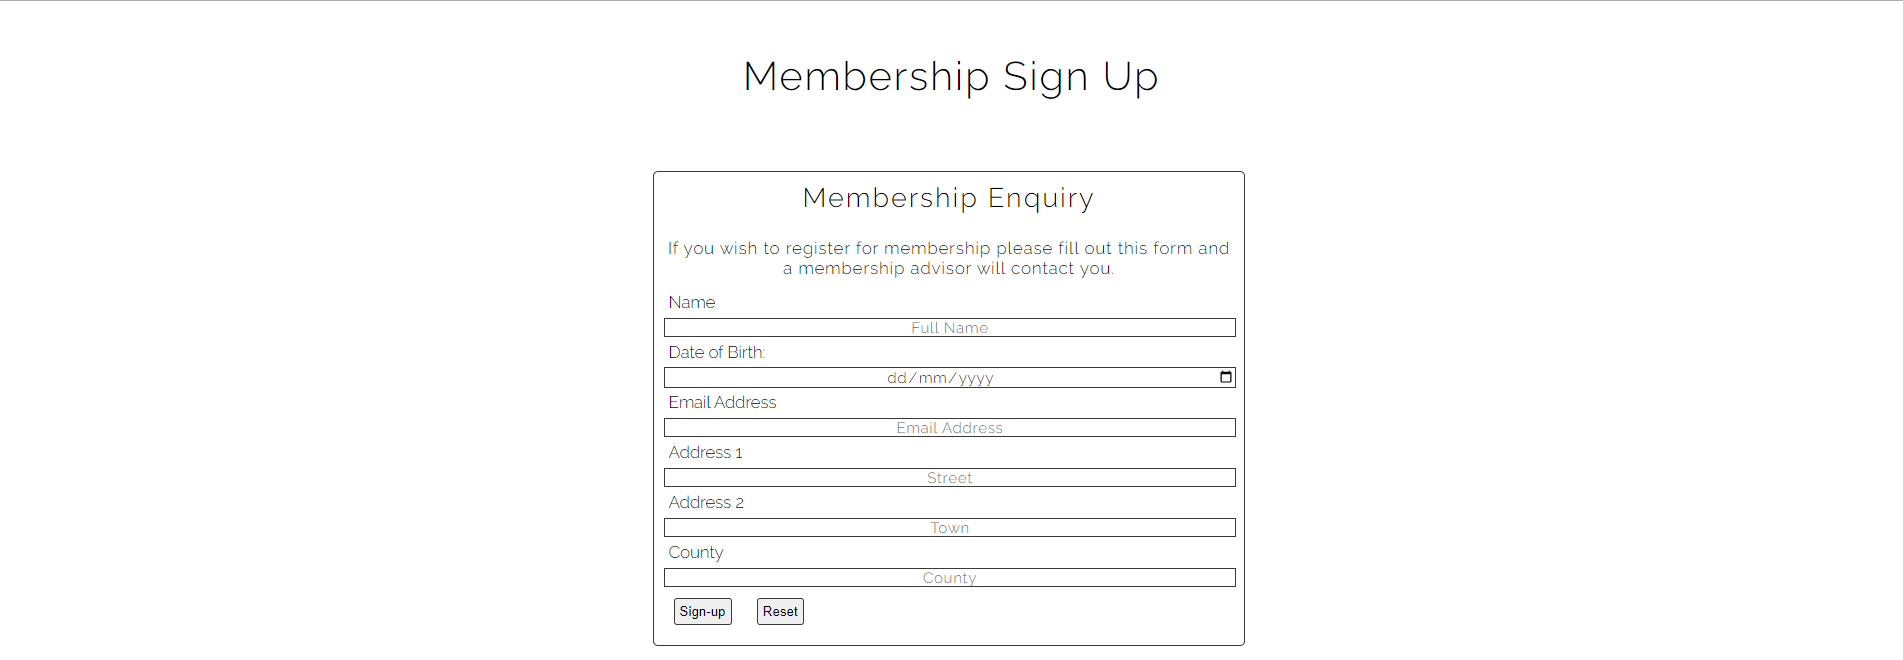 Membership Sign Up
Membership Enquiry
If you wish to register for membership please fill out this form and
a membership advisor will contact you.
Name
Full Name
Date of Birth:
dd/mm/yyyy
Email Address
Email Address
Address 1
Street
Address 2
Town
County
County
Sign-up Reset